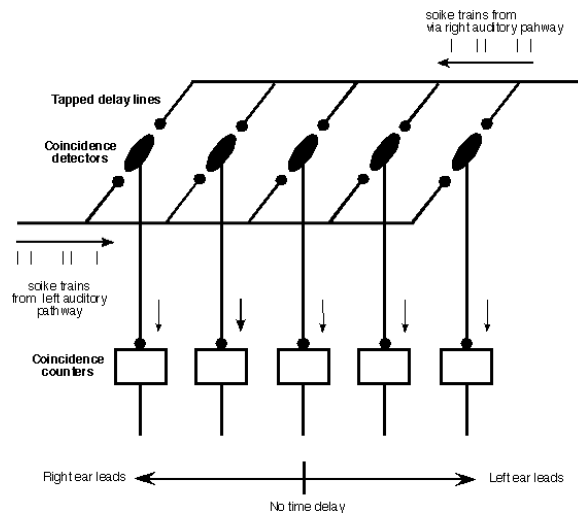 soike trains from
via right auditory pahway
Tapped delay lines
Coincidence
detectors
soike trains
from left auditory
pathway
Coincidence
counters
Right ear leads
Left ear leads
No time delay